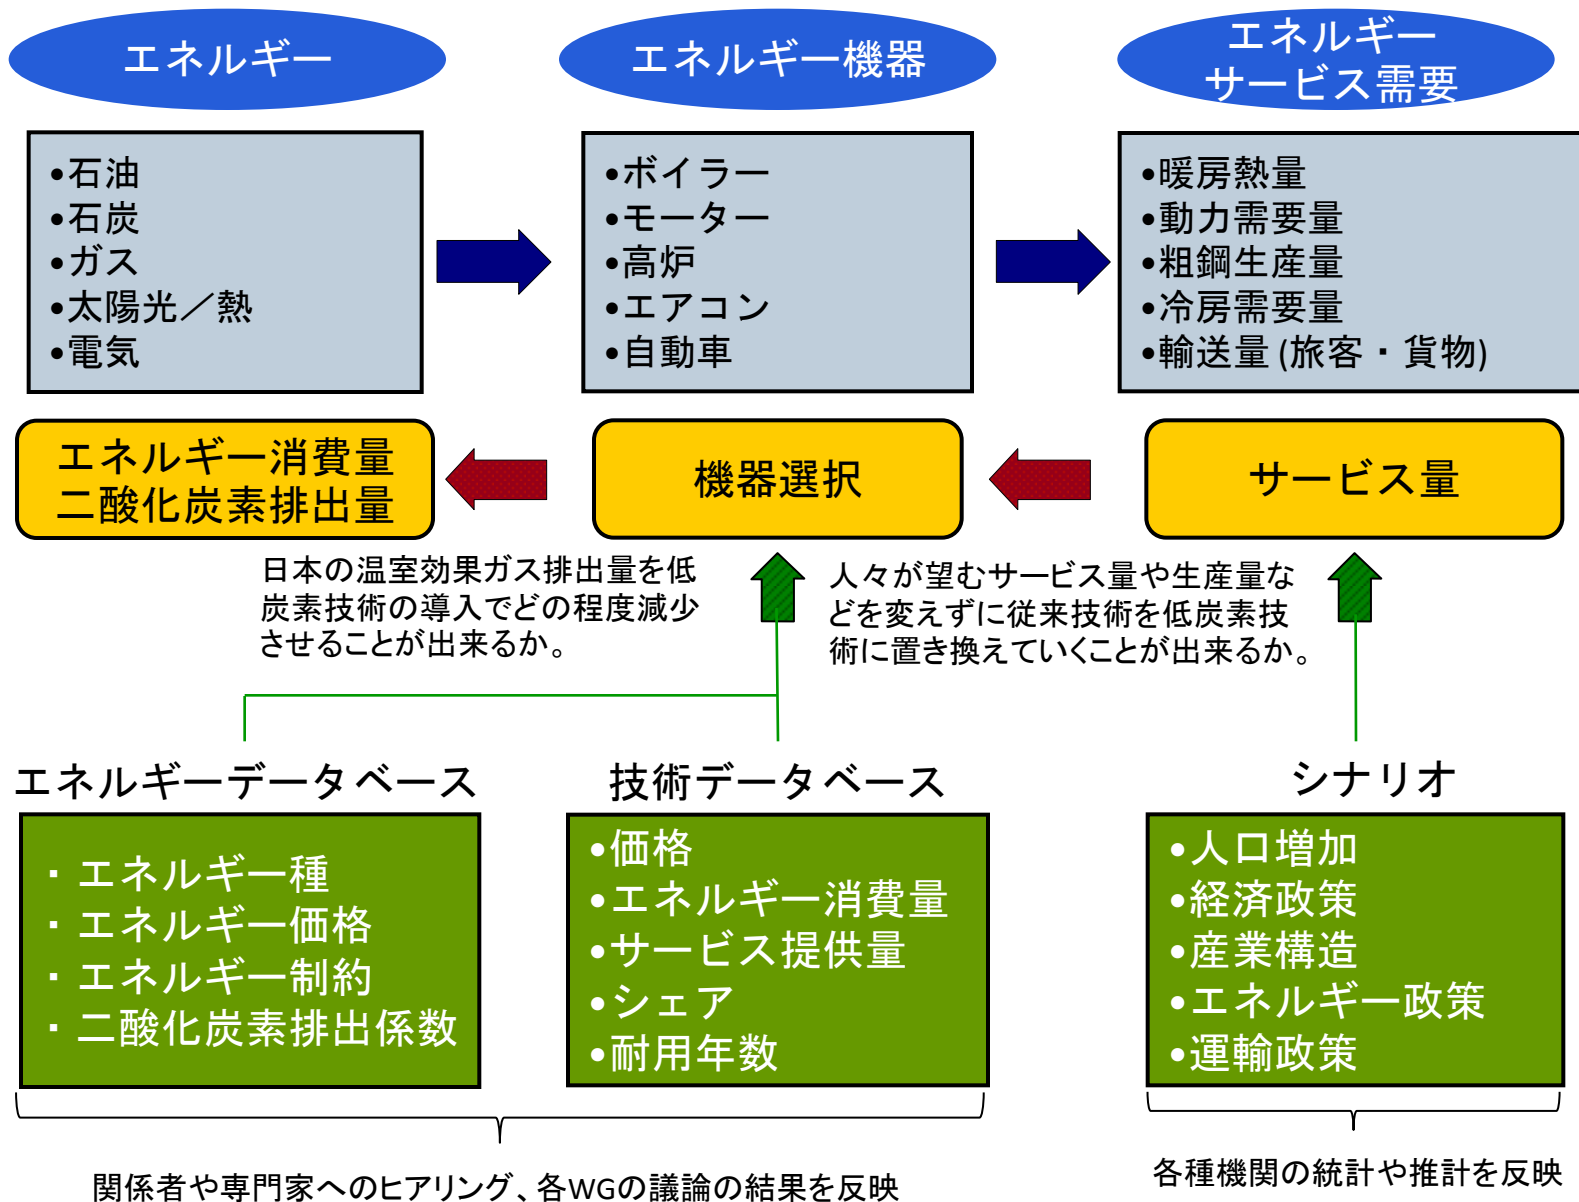 エネルギー
エネルギー機器
エネルギー
サービス需要
•石油
•石炭
•ガス
•太陽光／熱
•電気
•ボイラー
•モーター
•高炉
•エアコン
•自動車
•暖房熱量
•動力需要量
•粗鋼生産量
•冷房需要量
•輸送量(旅客・貨物)
エネルギー消費量
二酸化炭素排出量
機器選択
サービス量
日本の温室効果ガス排出量を低
炭素技術の導入でどの程度減少
させることが出来るか。
人々が望むサービス量や生産量な
どを変えずに従来技術を低炭素技
術に置き換えていくことが出来るか。
エネルギーデータベース
・エネルギー種
・エネルギー価格
・エネルギー制約
・二酸化炭素排出係数
技術データベース
•価格
•エネルギー消費量
•サービス提供量
•シェア
•耐用年数
シナリオ
•人口増加
•経済政策
•産業構造
•エネルギー政策
•運輸政策
関係者や専門家へのヒアリング、各WGの議論の結果を反映
各種機関の統計や推計を反映